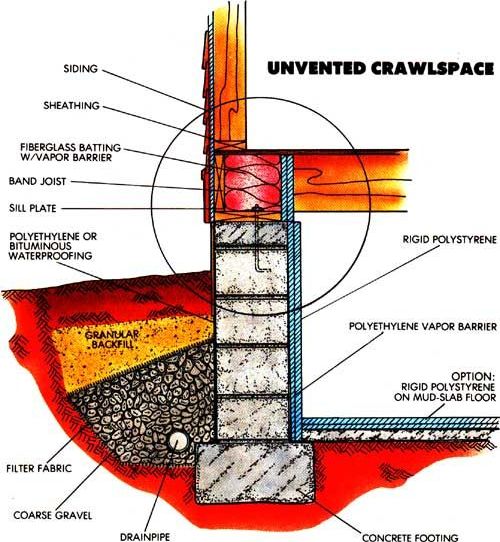 UNVENTED CRAWLSPACE
SIDING
SHEATHING
FIBERGLASS BATTING
W/VAPOR BARRIER
BAND JOIST
SILL PLATE
POLYETHYLENE OR
BITUMINOUS
WATERPROOFING
RIGID POLYSTYRENE
GRANULAR
BACKFILL
POLYETHYLENE VAPOR BARRIER
OPTION:
RIGID POLYSTYRENE
ON MUD-SLAB FLOOR
FILTER FABRIC
COARSE GRAVEL
DRAINPIPE
CONCRETE FOOTING